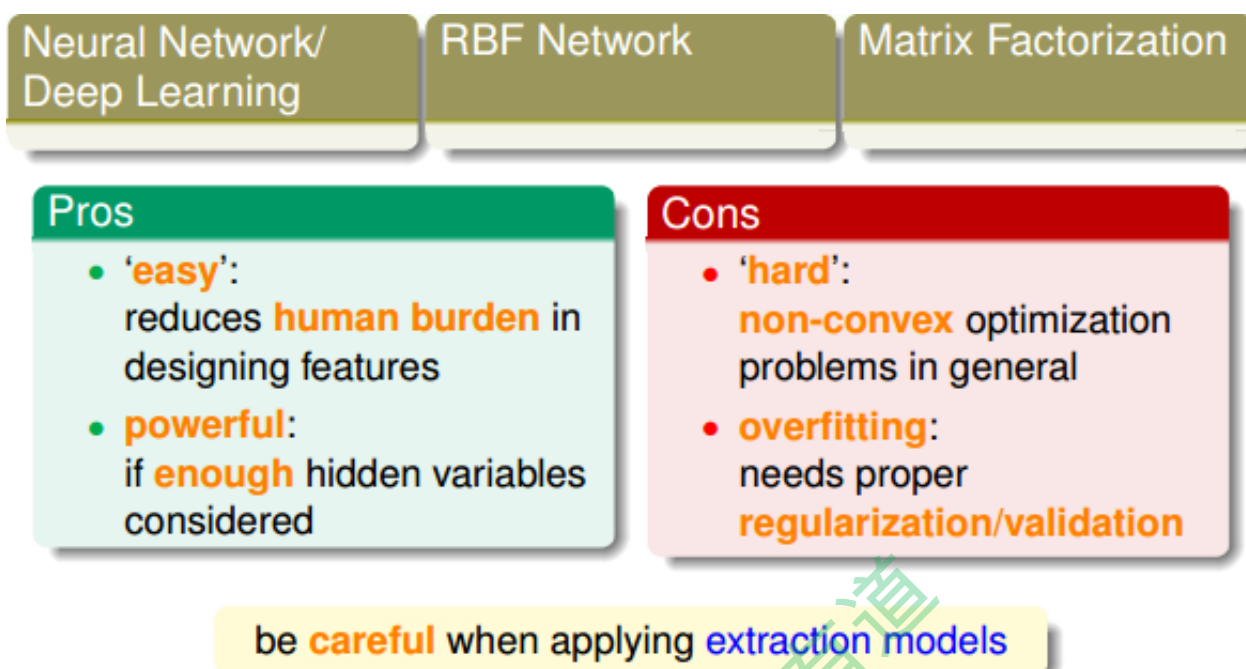 Neural Network/
Deep Learning
RBF Network
Matrix Factorization
Pros
• ‘easy’:
reduces human burden in
designing features
• powerful:
if enough hidden variables
considered
Cons
• ‘hard’:
non-convex optimization
problems in general
• overfitting:
needs proper
regularization/validation
be careful when applying extraction models
道